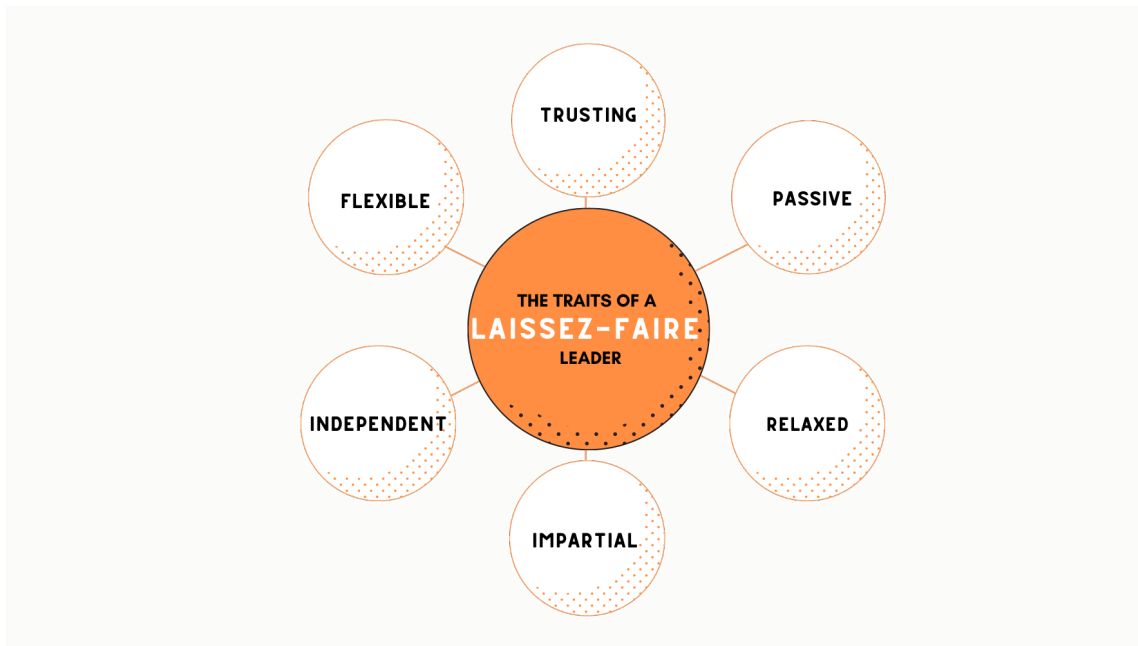 TRUSTING
FLEXIBLE
PASSIVE
THE TRAITS OF A
LAISSEZ-FAIRE
LEADER
INDEPENDENT
RELAXED
IMPARTIAL